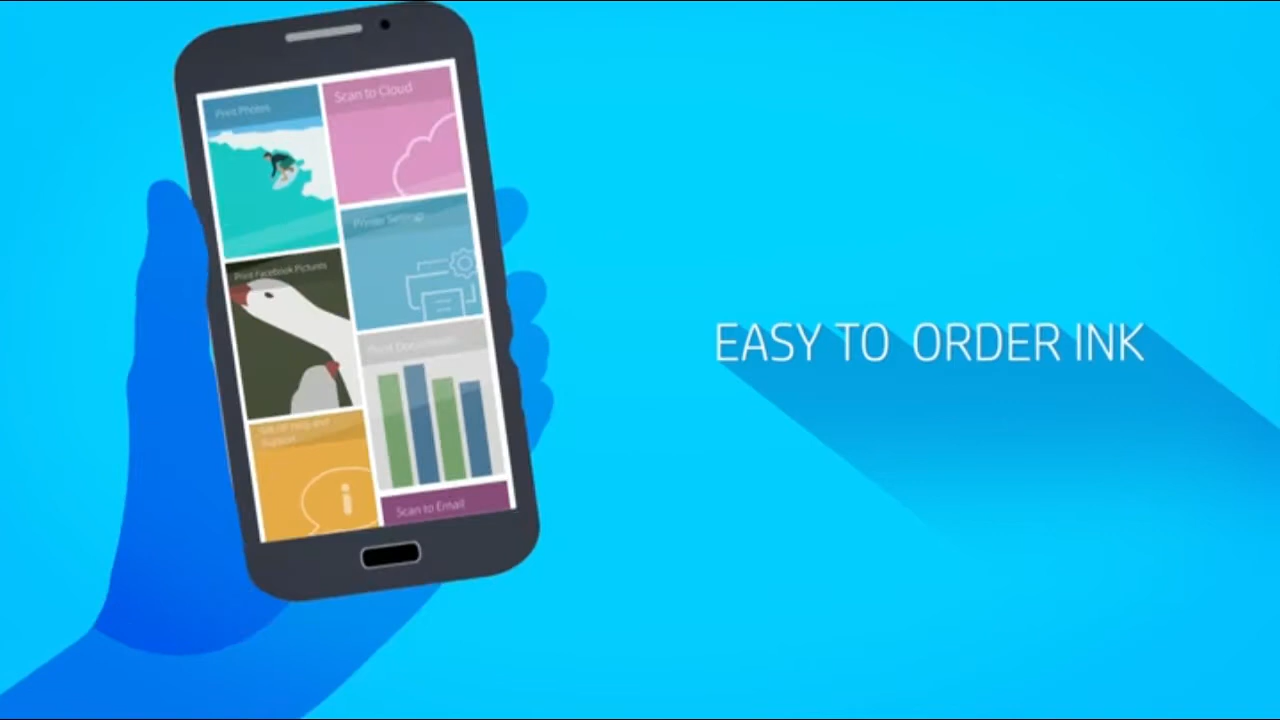 Print Photos
Scan to Cloud
Printer Settings
Print Facebook Pictures
Print Documents
Get HP Help and
Support
Scan to Email
EASY TO ORDER INK